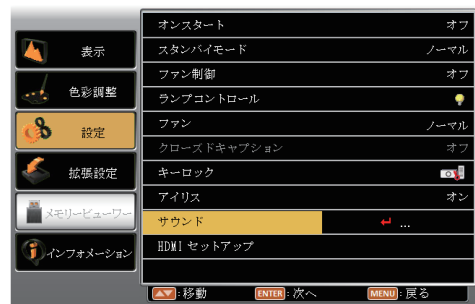 表示
色彩調整
設定
拡張設定
メモリービューワー
インフォメーション
オンスタート オフ
スタンバイモード ノーマル
ファン制御 オフ
ランプコントロール
ファン ノーマル
クローズドキャプション オフ
キーロック
アイリス オン
サウンド ...
HDMI セットアップ
:移動 ENTER:次へ MENU:戻る